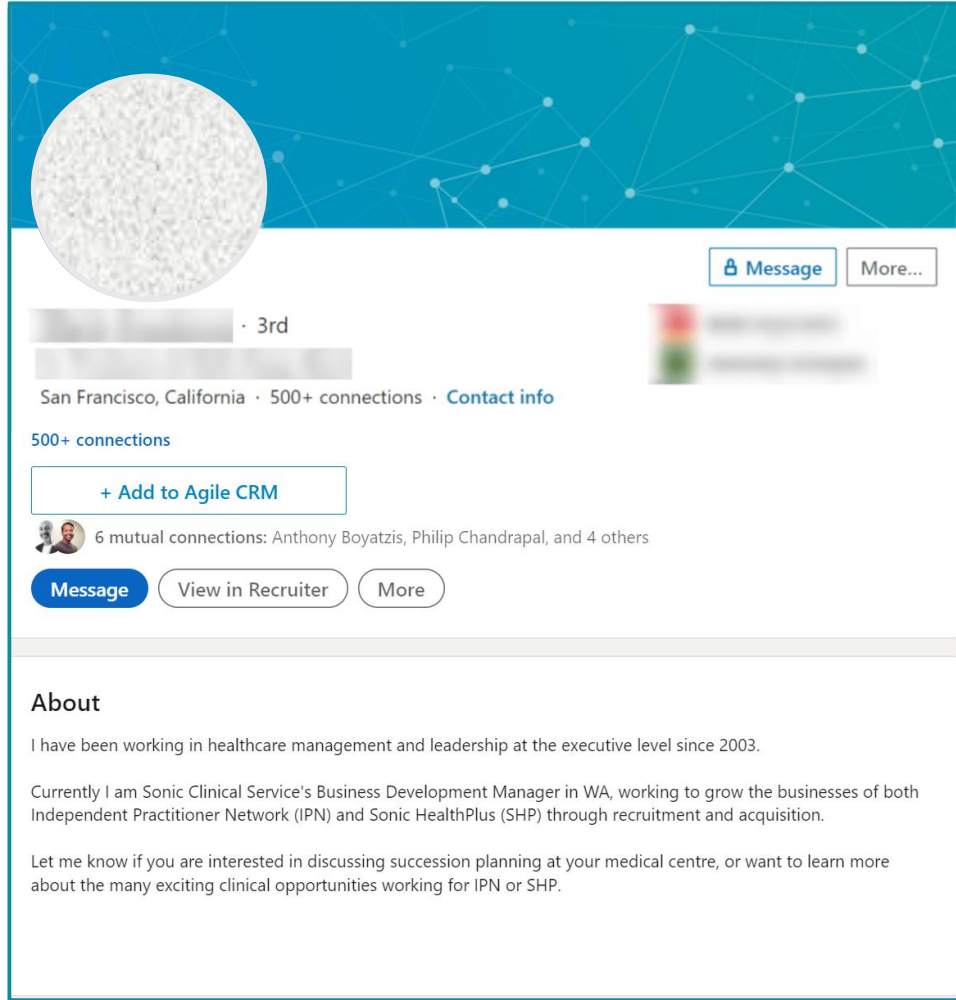 Message
More...
· 3rd
San Francisco, California · 500+ connections · Contact info
500+ connections
+ Add to Agile CRM
6 mutual connections: Anthony Boyatzis, Philip Chandrapal, and 4 others
Message
View in Recruiter
More
About
I have been working in healthcare management and leadership at the executive level since 2003.
Currently I am Sonic Clinical Service's Business Development Manager in WA, working to grow the businesses of both
Independent Practitioner Network (IPN) and Sonic HealthPlus (SHP) through recruitment and acquisition.
Let me know if you are interested in discussing succession planning at your medical centre, or want to learn more
about the many exciting clinical opportunities working for IPN or SHP.